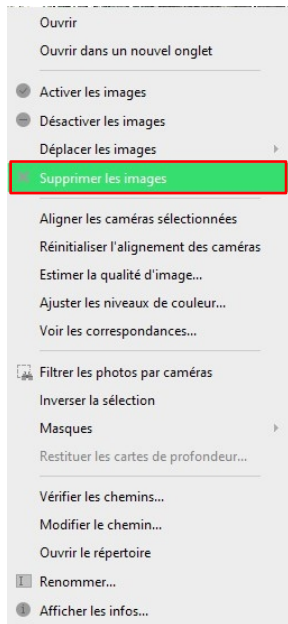 Ouvrir
Ouvrir dans un nouvel onglet
Activer les images
Désactiver les images
Déplacer les images
Supprimer les images
Aligner les caméras sélectionnées
Réinitialiser l'alignement des caméras
Estimer la qualité d'image...
Ajuster les niveaux de couleur...
Voir les correspondances...
Filtrer les photos par caméras
Inverser la sélection
Masques
Restituer les cartes de profondeur...
Vérifier les chemins...
Modifier le chemin...
Ouvrir le répertoire
Renommer...
Afficher les infos...